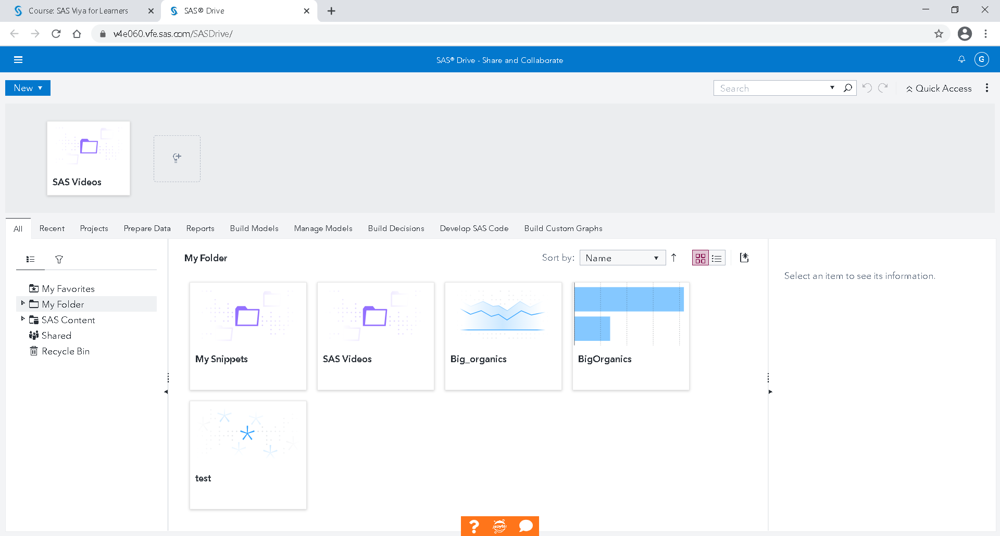 Course: SAS Viya for Learners
SAS® Drive
v4e060.vfe.sas.com/SASDrive/
SAS® Drive - Share and Collaborate
G
New
Search
Quick Access
SAS Videos
All
Recent
Projects
Prepare Data
Reports
Build Models
Manage Models
Build Decisions
Develop SAS Code
Build Custom Graphs
My Favorites
My Folder
SAS Content
Shared
Recycle Bin
My Folder
Sort by:
Name
My Snippets
SAS Videos
Big_organics
BigOrganics
test
Select an item to see its information.
?
jupyter